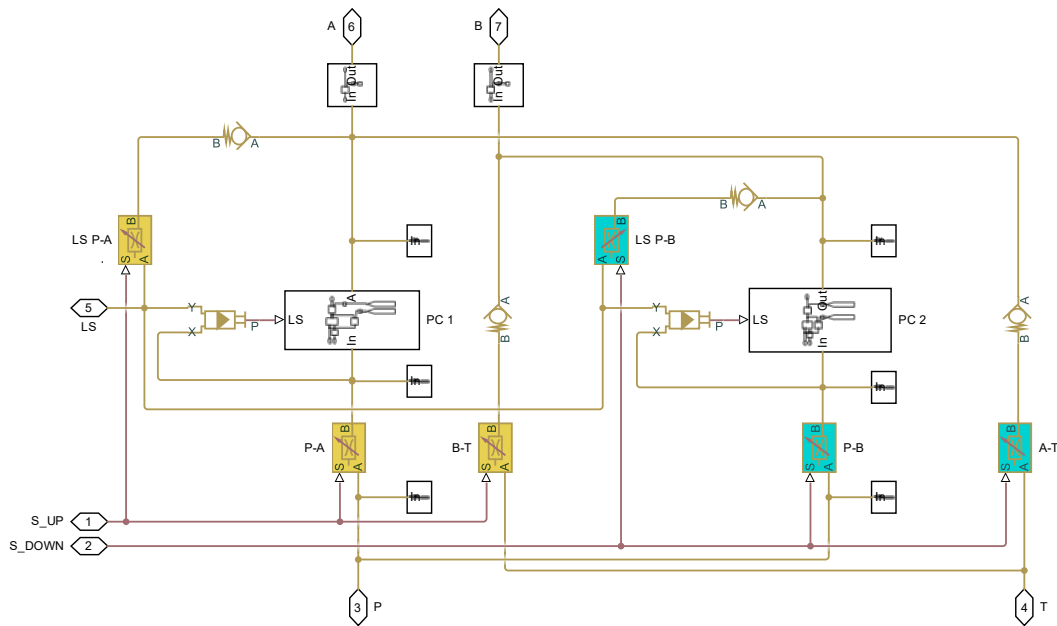 A 6
B 7
In Out
In Out
B A
B A
LS P-A
B
S A
.
In
LS P-B
B
A S
In
5
LS
Y
X
P
LS
A
In
PC 1
A
B
Y
X
P
LS
Out
In
PC 2
A
B
In
In
P-A
B
S A
B-T
B
S A
P-B
B
S A
A-T
B
S A
In
In
S_UP 1
S_DOWN 2
3 P
4 T